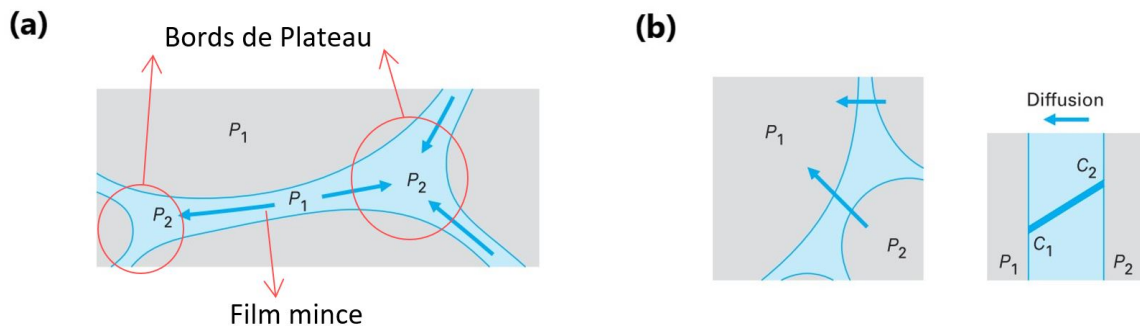 (a)
Bords de Plateau
P1
P2
P1
P2
Film mince
(b)
P1
P2
Diffusion
C2
C1
P1
P2